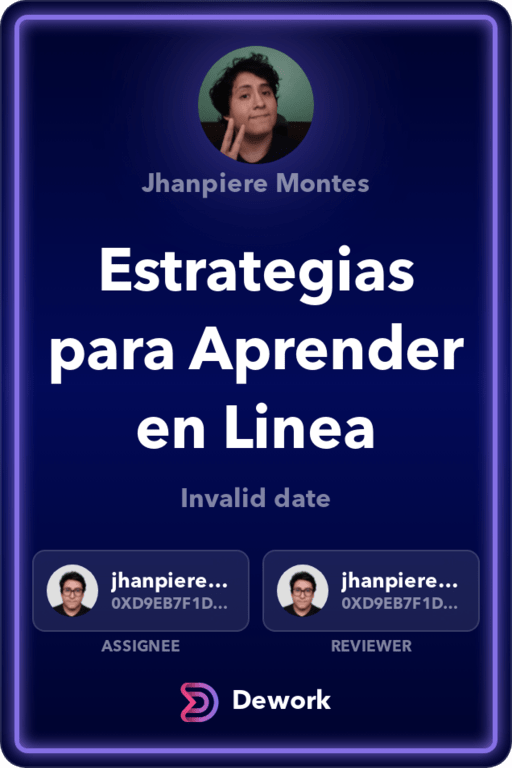 Jhanpiere Montes
Estrategias
para Aprender
en Linea
Invalid date
jhanpiere...
0XD9EB7F1D...
ASSIGNEE
jhanpiere...
0XD9EB7F1D...
REVIEWER
Dework